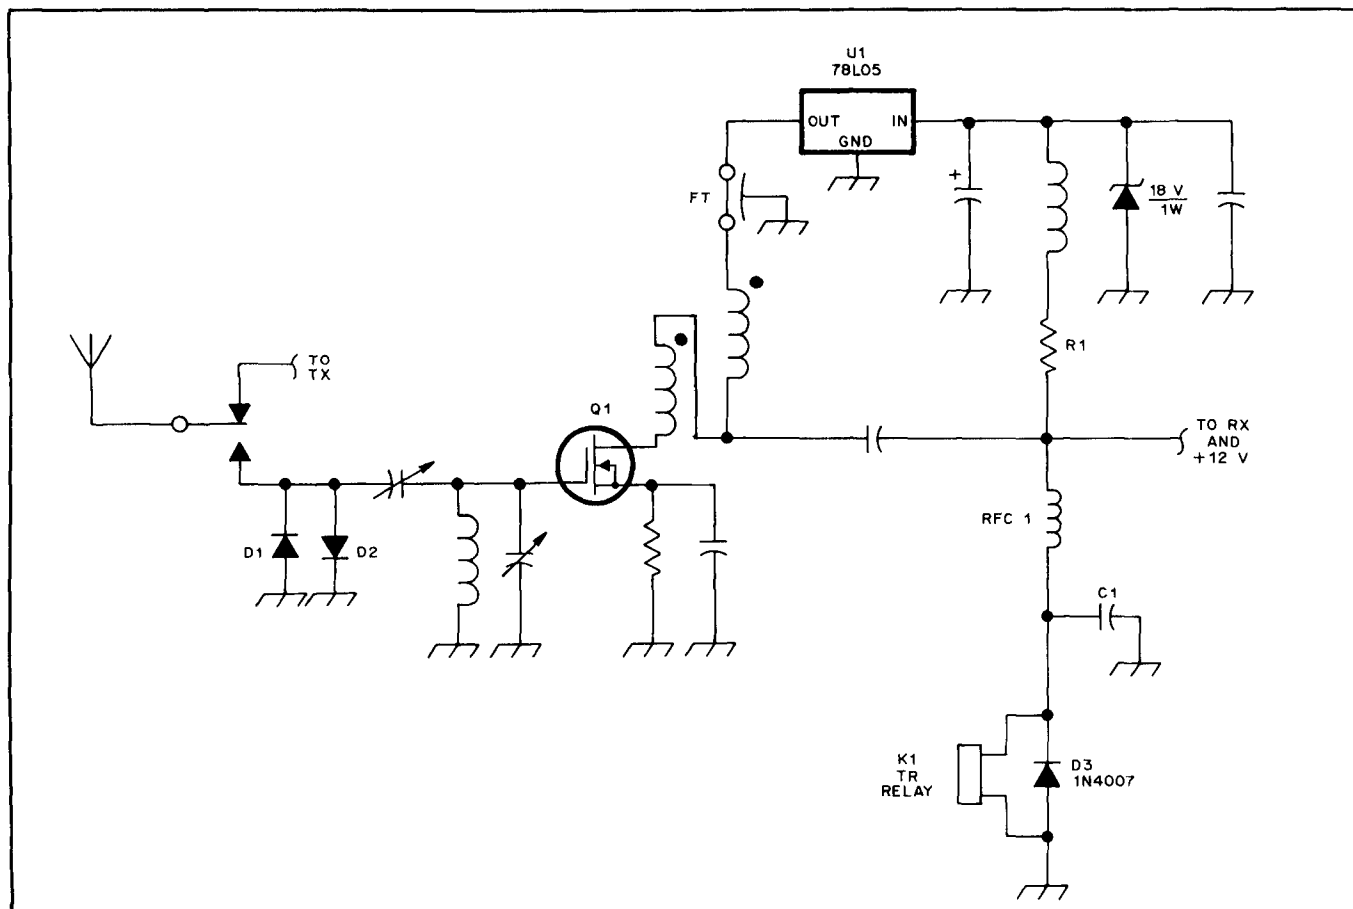 U1
78L05
OUT
IN
GND
FT
+
18 V
1W
R1
TO
TX
Q1
TO RX
AND
+12 V
D1
D2
RFC 1
C1
K1
TR
RELAY
D3
1N4007